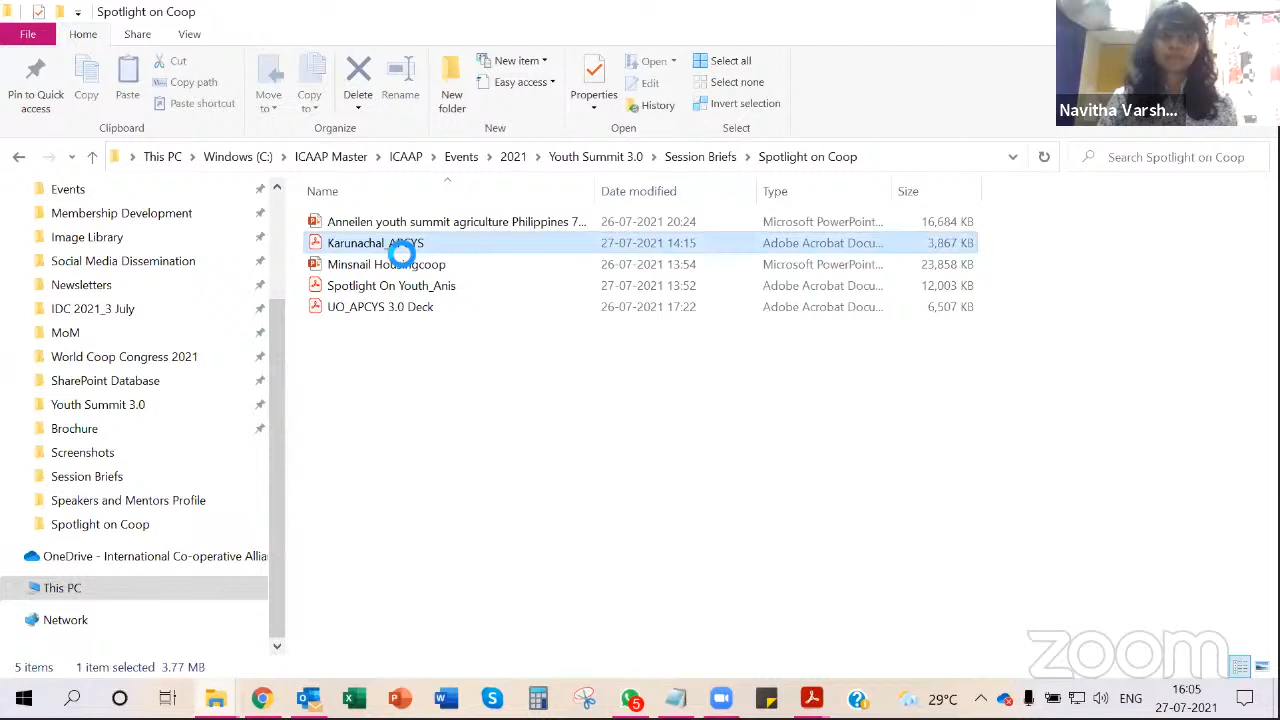 Spotlight on Coop
File Home Share View
Pin to Quick access
Copy
Paste
Cut
Copy path
Paste shortcut
Clipboard
Move to
Copy to
Delete
Rename
Organize
New folder
New item
Easy access
New
Properties
Open
Edit
History
Open
Select all
Select none
Invert selection
Select
Navitha Varsh...
This PC > Windows (C:) > ICAAP Master > ICAAP > Events > 2021 > Youth Summit 3.0 > Session Briefs > Spotlight on Coop
Search Spotlight on Coop
Events
Membership Development
Image Library
Social Media Dissemination
Newsletters
IDC 2021_3 July
MoM
World Coop Congress 2021
SharePoint Database
Youth Summit 3.0
Brochure
Screenshots
Session Briefs
Speakers and Mentors Profile
Spotlight on Coop
OneDrive - International Co-operative Allia
This PC
Network
Name Date modified Type Size
Anneilen youth summit agriculture Philippines 7... 26-07-2021 20:24 Microsoft PowerPoint... 16,684 KB
Karunachal_APCYS 27-07-2021 14:15 Adobe Acrobat Docu... 3,867 KB
Minsnail Housingcoop 26-07-2021 13:54 Microsoft PowerPoint... 23,858 KB
Spotlight On Youth_Anis 27-07-2021 13:52 Adobe Acrobat Docu... 12,003 KB
UO_APCYS 3.0 Deck 26-07-2021 17:22 Adobe Acrobat Docu... 6,507 KB
5 items 1 item selected 3.77 MB
zoom
5
29°C
ENG
16:05
27-07-2021